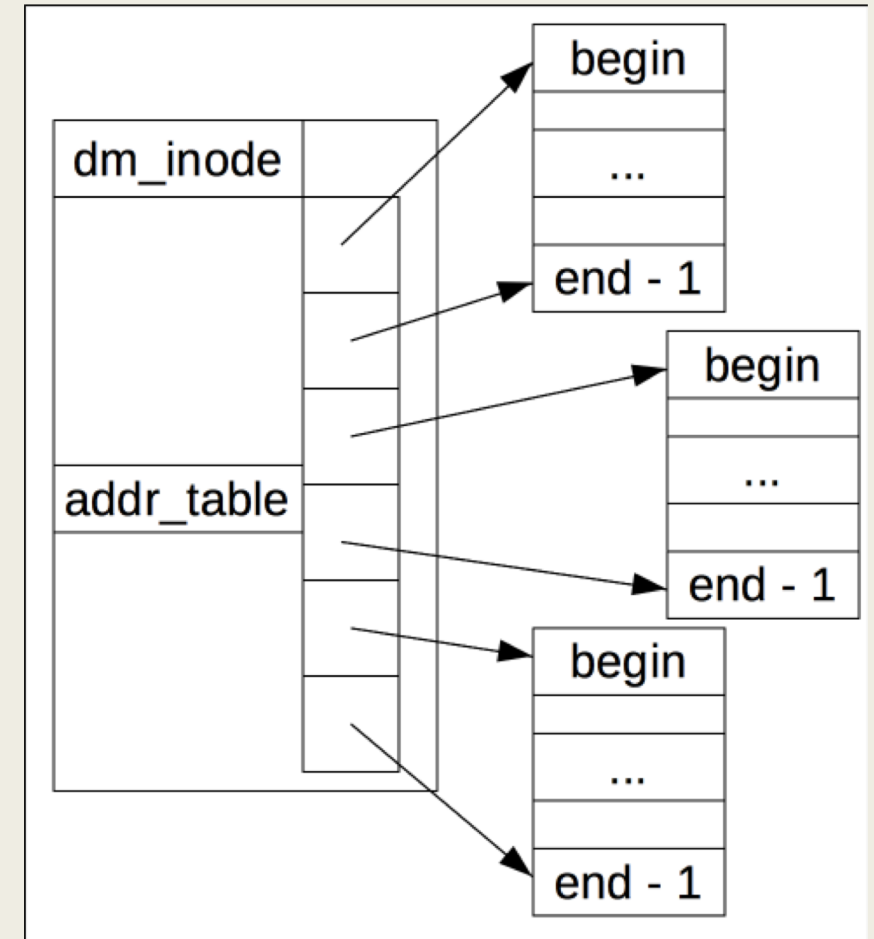 dm_inode
addr_table
begin
...
end - 1
begin
...
end - 1
begin
...
end - 1